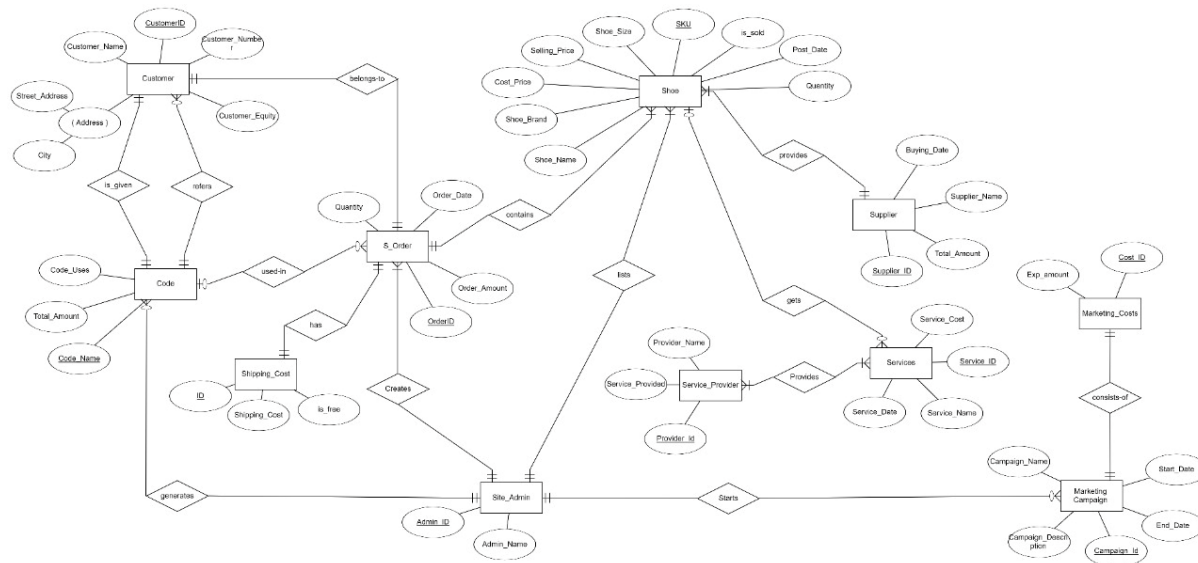 CustomerID
Customer_Name
Customer_Numbe
r
Customer
Street_Address
( Address )
City
Customer_Equity
belongs-to
is_given
refers
Code_Uses
Code
Total_Amount
Code_Name
used-in
Quantity
Order_Date
S_Order
Order_Amount
OrderID
has
Shipping_Cost
ID
Shipping_Cost
is_free
Creates
generates
Site_Admin
Admin_ID
Admin_Name
contains
lists
SKU
Shoe_Size
is_sold
Selling_Price
Post_Date
Cost_Price
Shoe
Quantity
Shoe_Brand
Shoe_Name
provides
Buying_Date
Supplier_Name
Supplier
Total_Amount
Supplier_ID
gets
Provider_Name
Service_Provided
Service_Provider
Provider_Id
Provides
Service_Cost
Services
Service_ID
Service_Date
Service_Name
Exp_amount
Cost_ID
Marketing_Costs
consists-of
Starts
Campaign_Name
Start_Date
Marketing
Campaign
End_Date
Campaign_Descri
ption
Campaign_Id